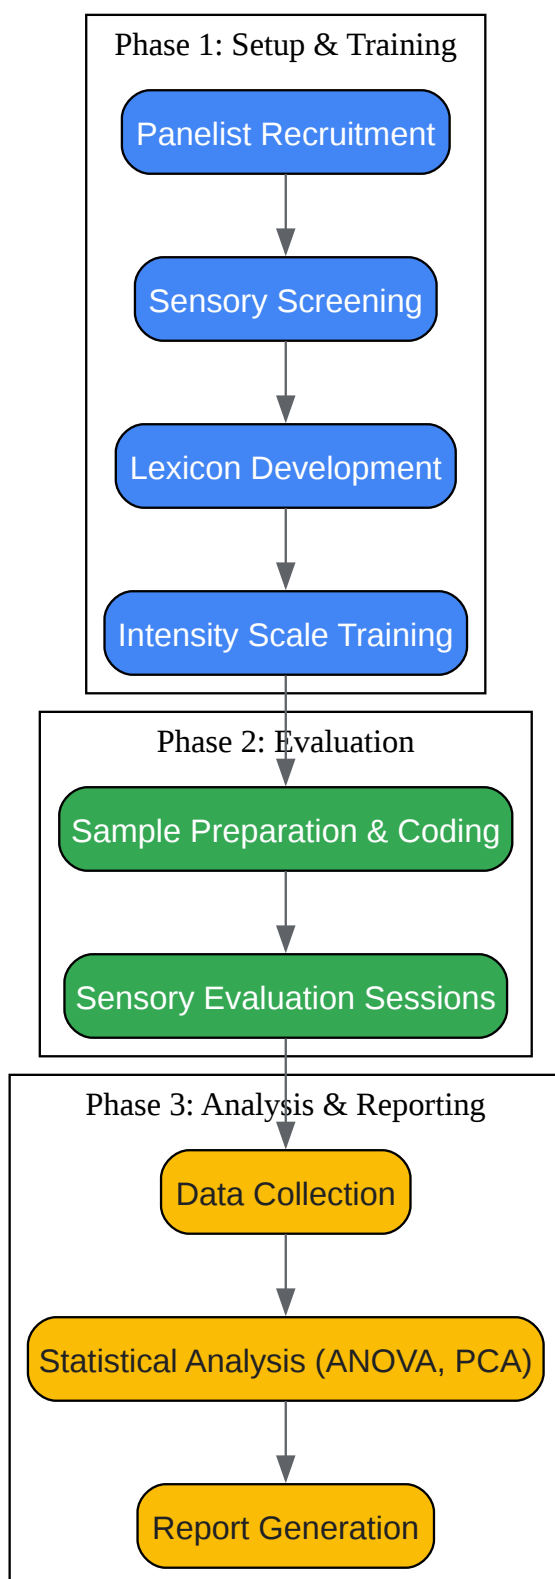 Phase 1: Setup & Training
Panelist Recruitment
Sensory Screening
Lexicon Development
Intensity Scale Training
Phase 2: Evaluation
Sample Preparation & Coding
Sensory Evaluation Sessions
Phase 3: Analysis & Reporting
Data Collection
Statistical Analysis (ANOVA, PCA)
Report Generation